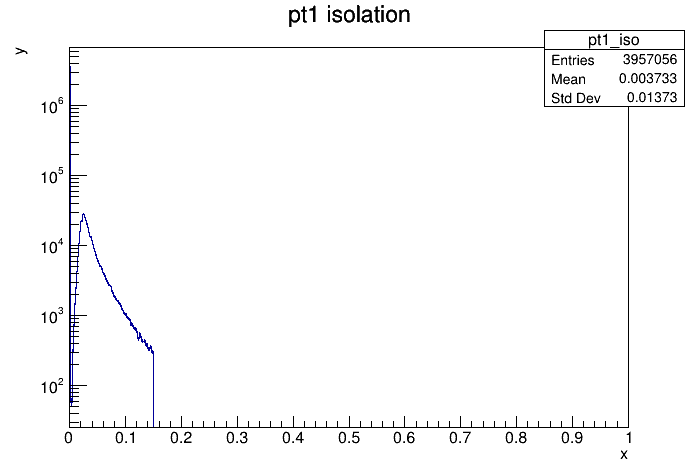 pt1 isolation
y
pt1_iso
Entries 3957056
Mean 0.003733
Std Dev 0.01373
10^6
10^5
10^4
10^3
10^2
0 0.1 0.2 0.3 0.4 0.5 0.6 0.7 0.8 0.9 1
x